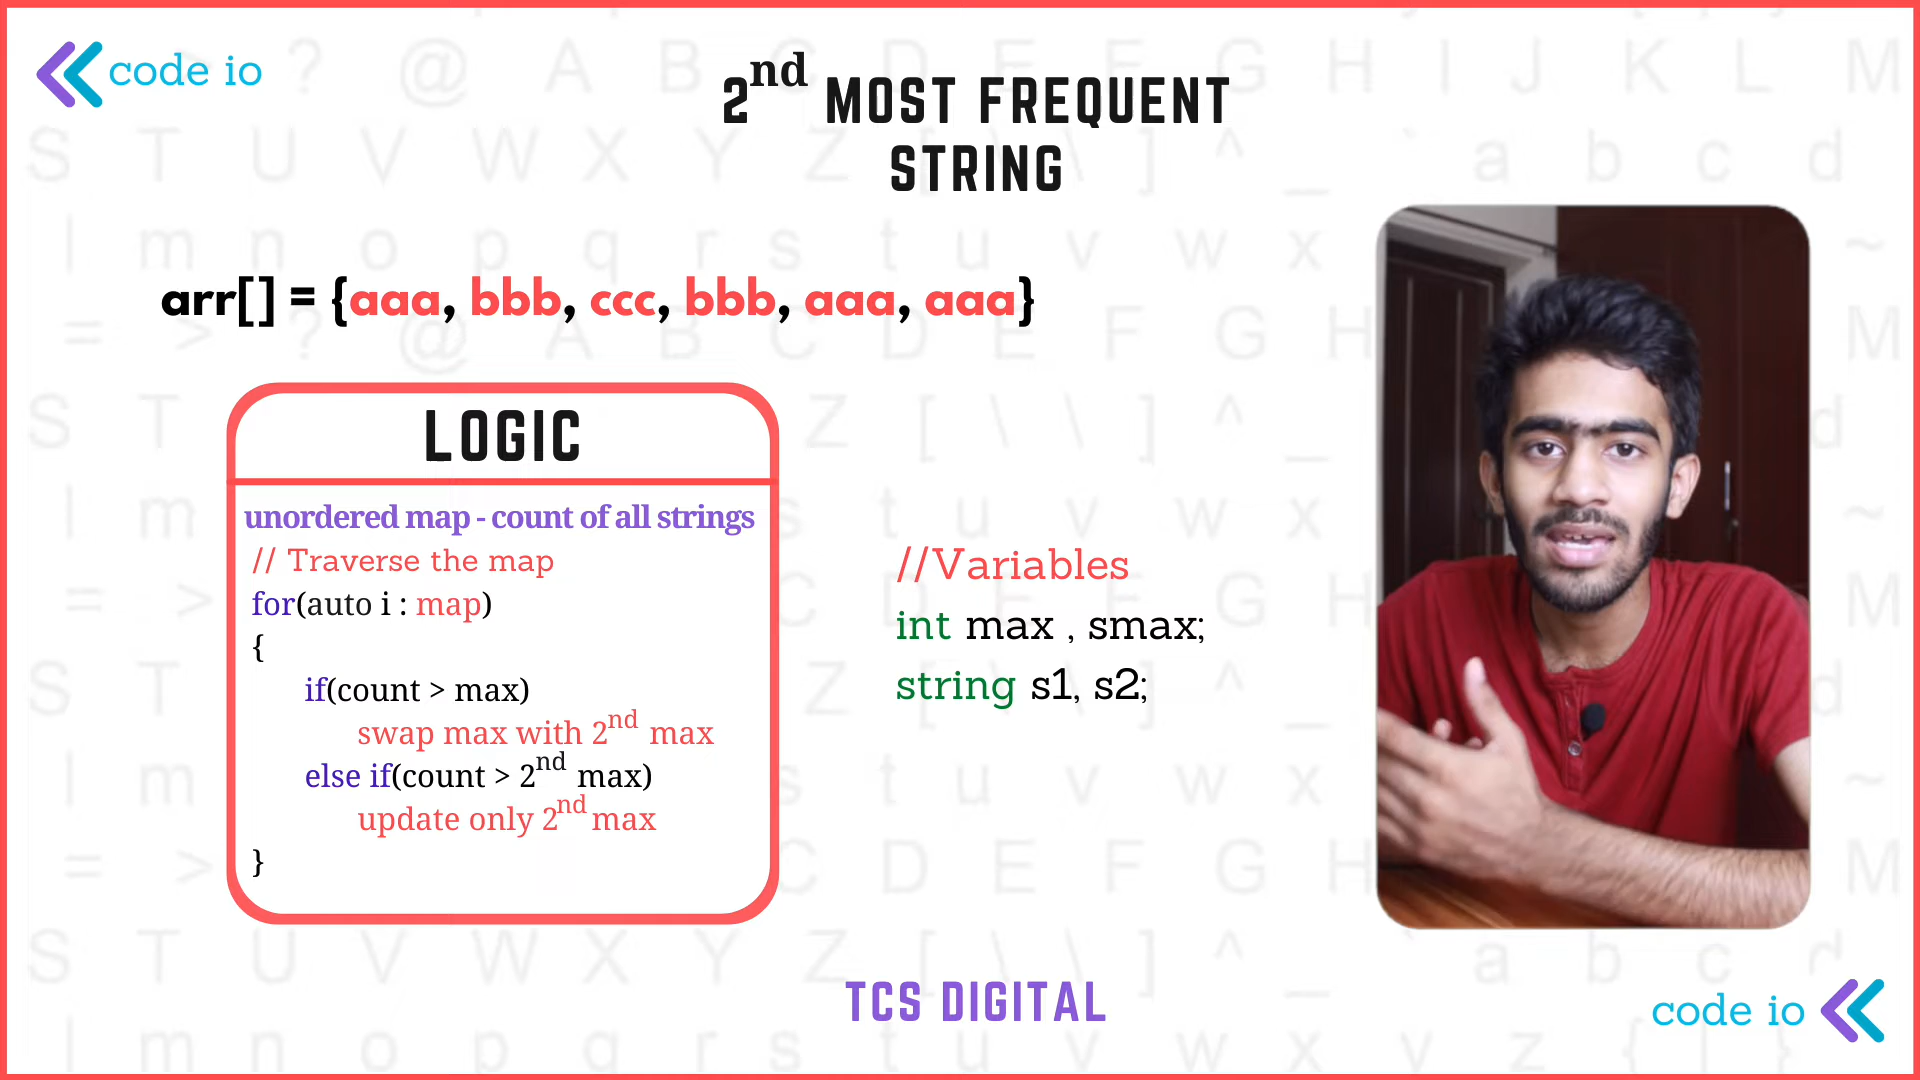 code io
2nd MOST FREQUENT
STRING
arr[] = {aaa, bbb, ccc, bbb, aaa, aaa}
LOGIC
unordered map - count of all strings
// Traverse the map
for(auto i : map)
{
if(count > max)
swap max with 2nd max
else if(count > 2nd max)
update only 2nd max
}
//Variables
int max , smax;
string s1, s2;
TCS DIGITAL
code io